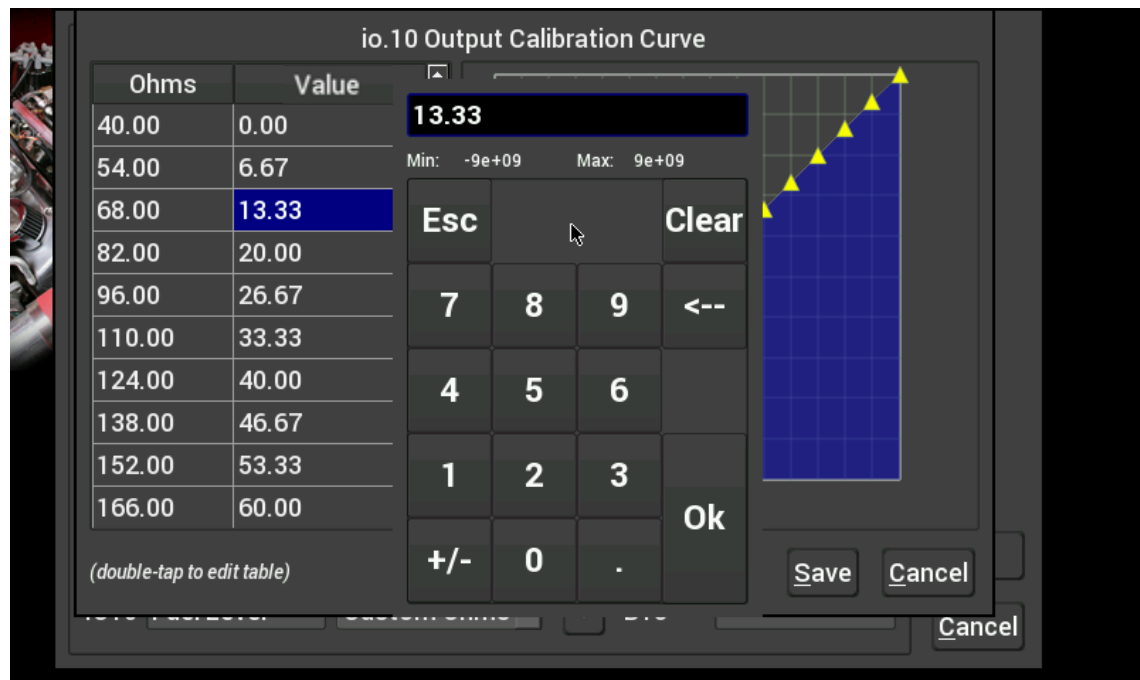 io.10 Output Calibration Curve
Ohms Value
40.00 0.00
54.00 6.67
68.00 13.33
82.00 20.00
96.00 26.67
110.00 33.33
124.00 40.00
138.00 46.67
152.00 53.33
166.00 60.00
(double-tap to edit table)
13.33
Min: -9e+09 Max: 9e+09
Esc Clear
7 8 9 <--
4 5 6
1 2 3
Ok
+/- 0 .
Save Cancel
Cancel